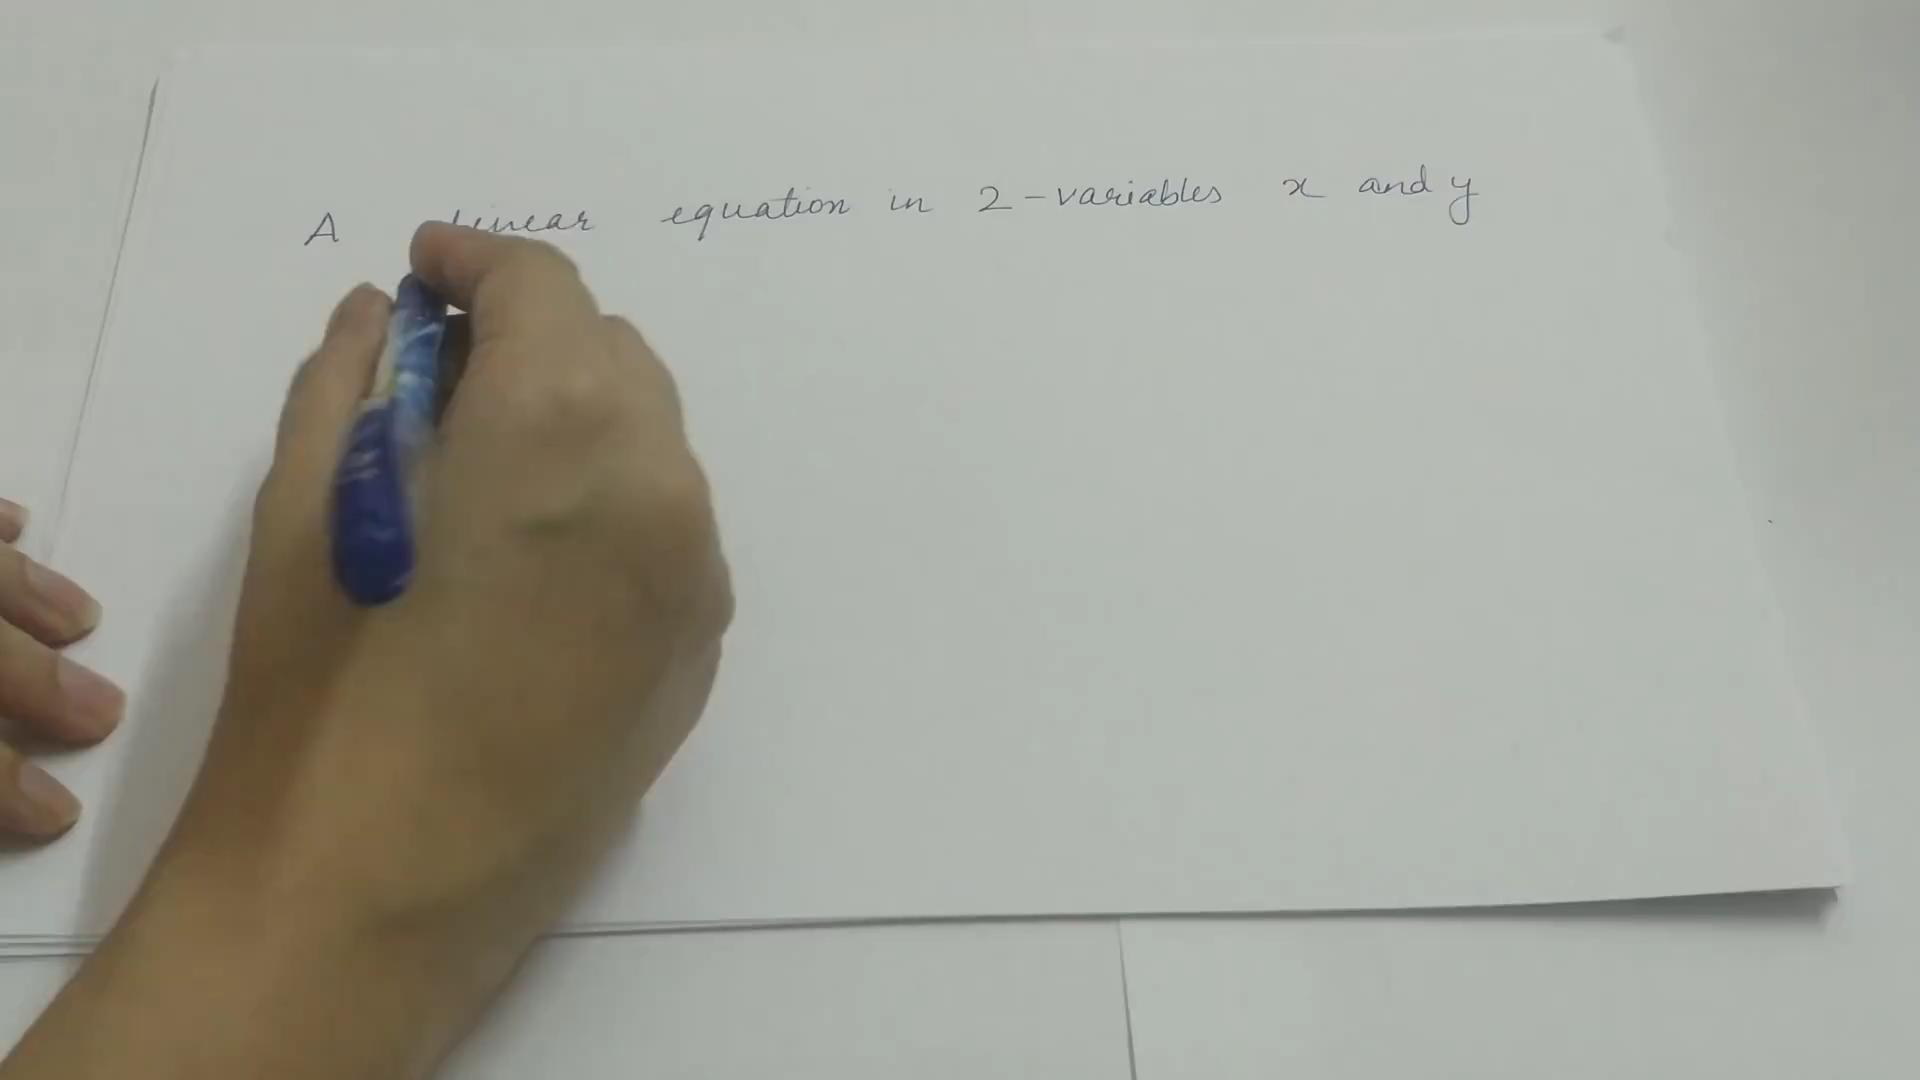 A linear equation in 2-variables x and y